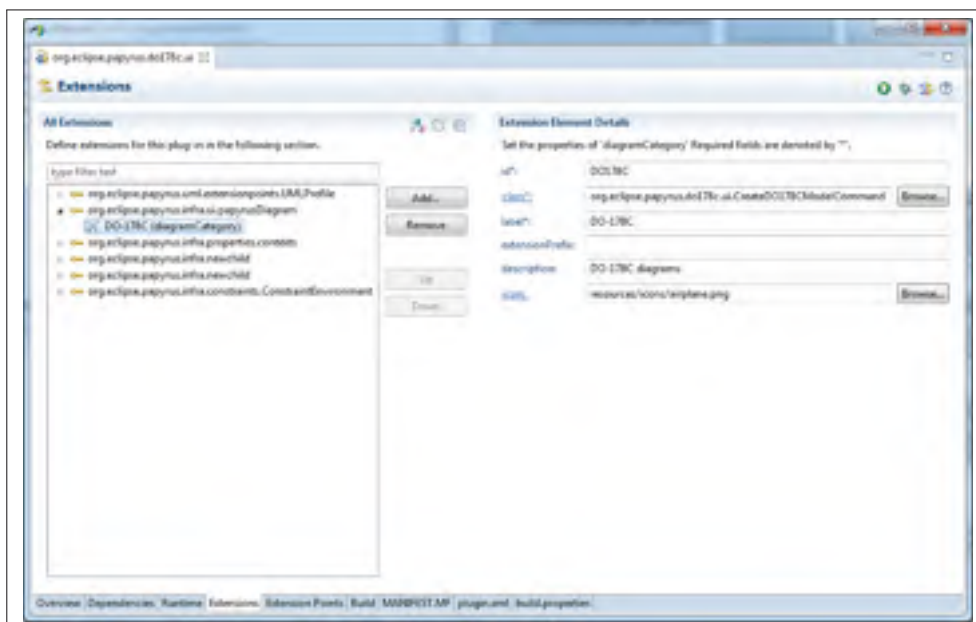 org.eclipse.papyrus.do178c.ui
Extensions
All Extensions
Define extensions for this plug-in in the following section.
type filter text
org.eclipse.papyrus.uml.extensionpoints.UMLProfile
org.eclipse.papyrus.infra.ui.papyrusDiagram
DO-178C (diagramCategory)
org.eclipse.papyrus.infra.properties.contexts
org.eclipse.papyrus.infra.newchild
org.eclipse.papyrus.infra.newchild
org.eclipse.papyrus.infra.constraints.ConstraintEnvironment
Add...
Remove
Up
Down
Extension Element Details
Set the properties of 'diagramCategory' Required fields are denoted by "*".
id*: DO178C
class*: org.eclipse.papyrus.do178c.ui.CreateDO178CModelCommand Browse...
label*: DO-178C
extensionPrefix:
description: DO-178C diagrams
icon: resources/icons/airplane.png Browse...
Overview Dependencies Runtime Extensions Extension Points Build MANIFEST.MF plugin.xml build.properties